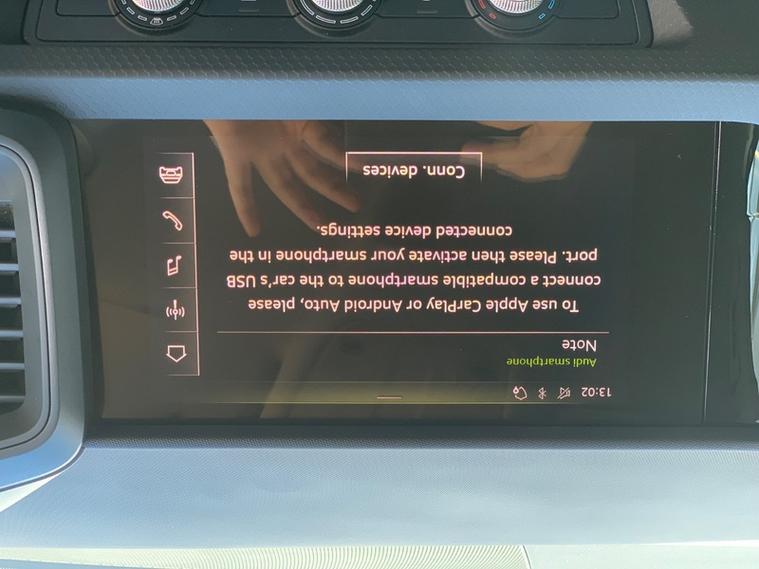 13:02
Audi smartphone
Note
To use Apple CarPlay or Android Auto, please
connect a compatible smartphone to the car's USB
port. Please then activate your smartphone in the
connected device settings.
Conn. devices